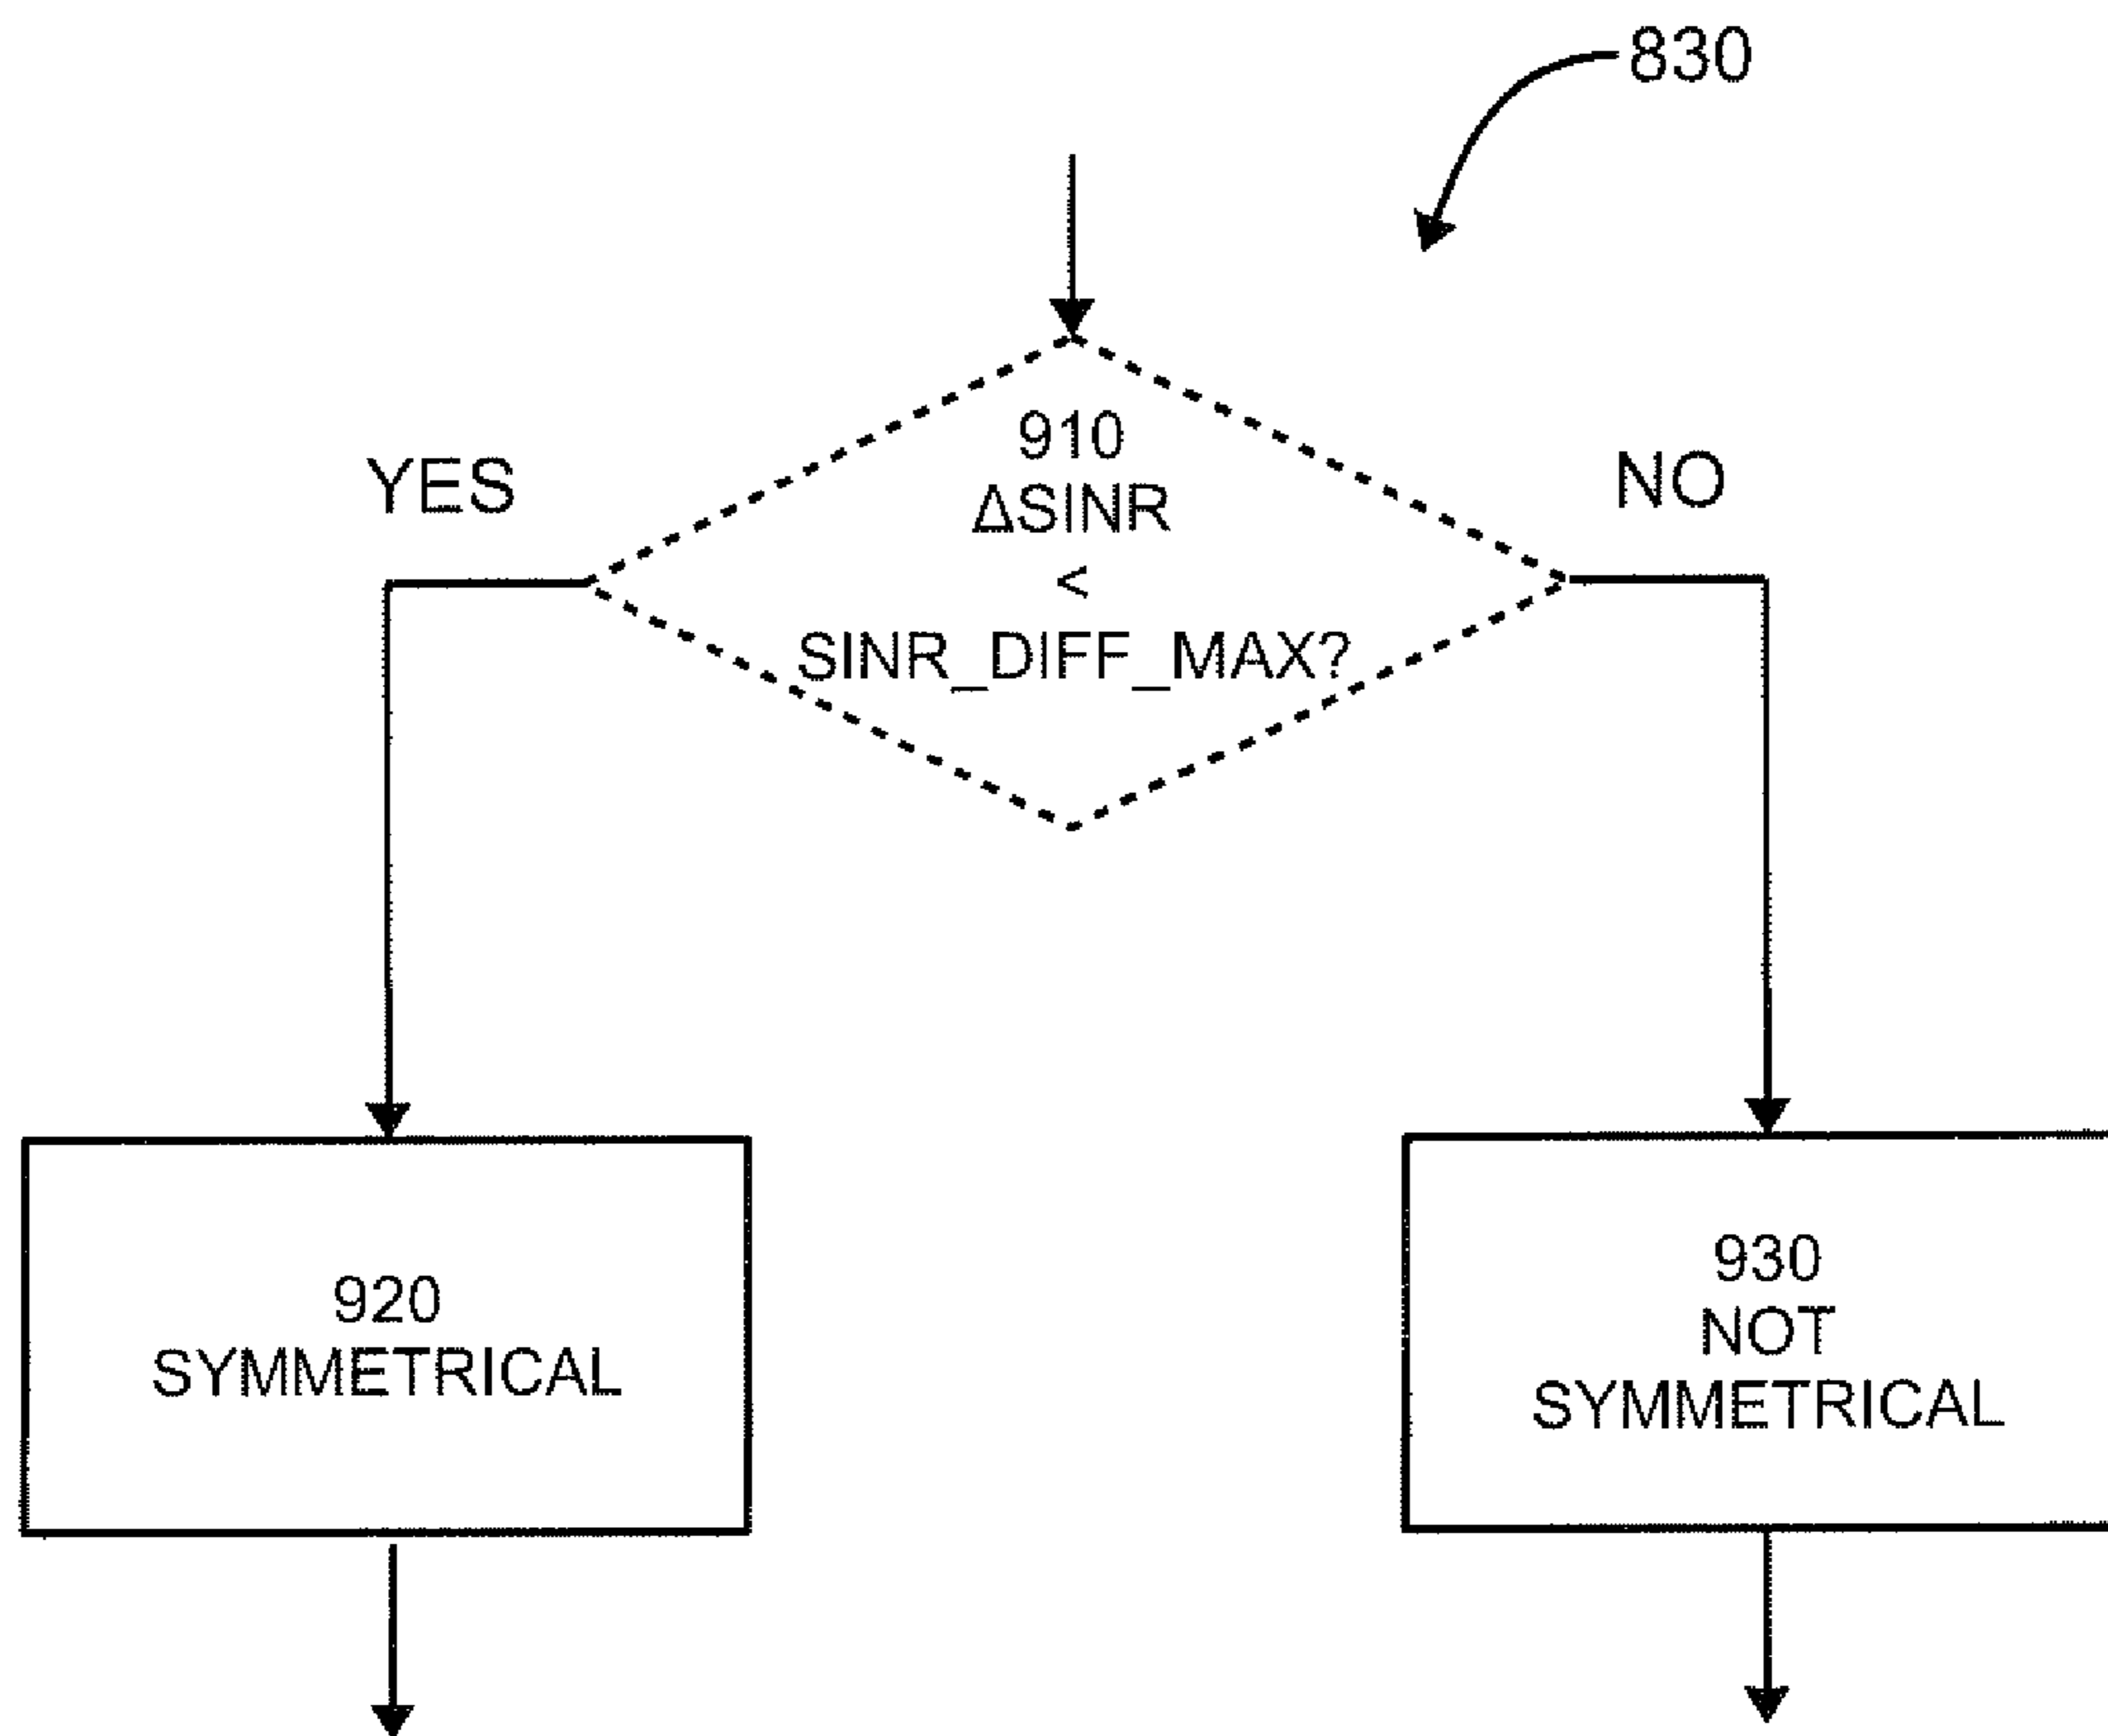 830
910
ΔSINR
<
SINR_DIFF_MAX?
YES
NO
920
SYMMETRICAL
930
NOT
SYMMETRICAL